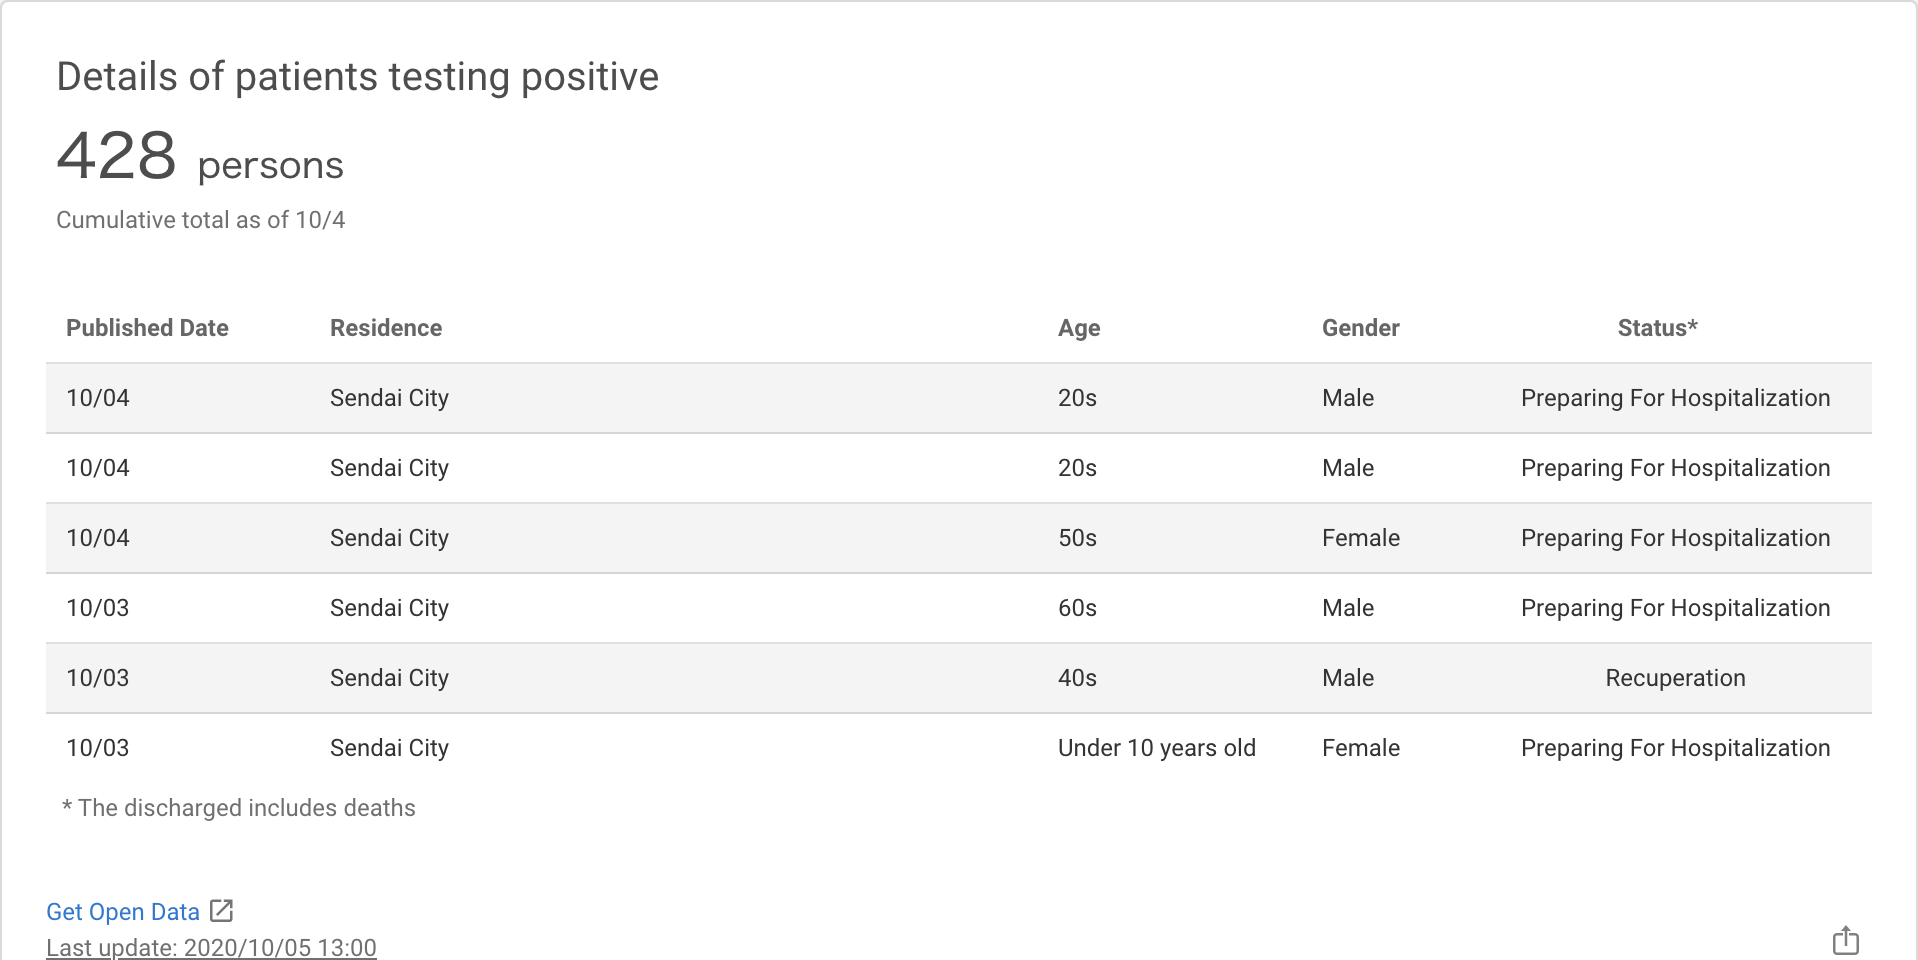 Details of patients testing positive
428 persons
Cumulative total as of 10/4
Published Date Residence Age Gender Status*
10/04 Sendai City 20s Male Preparing For Hospitalization
10/04 Sendai City 20s Male Preparing For Hospitalization
10/04 Sendai City 50s Female Preparing For Hospitalization
10/03 Sendai City 60s Male Preparing For Hospitalization
10/03 Sendai City 40s Male Recuperation
10/03 Sendai City Under 10 years old Female Preparing For Hospitalization
* The discharged includes deaths
Get Open Data
Last update: 2020/10/05 13:00